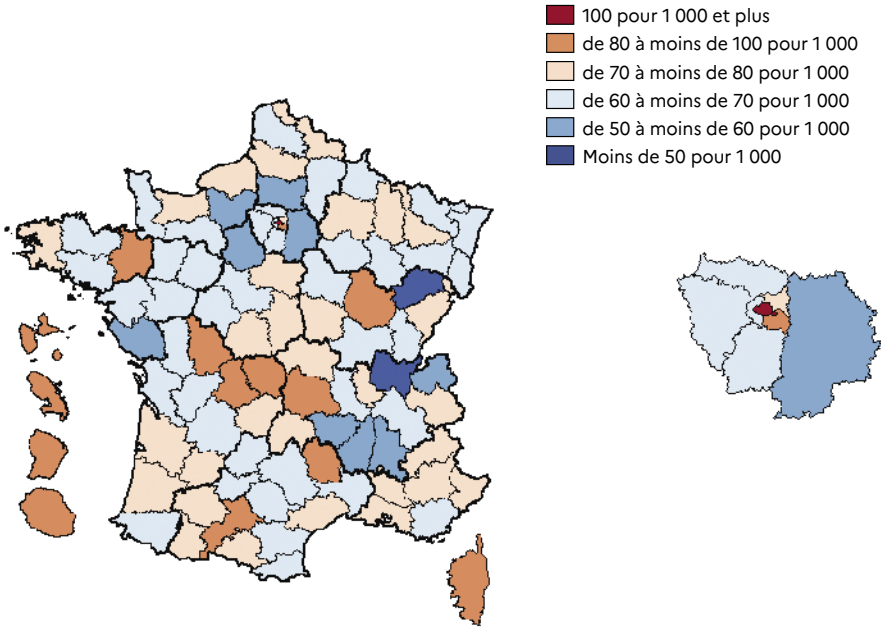 100 pour 1 000 et plus
de 80 à moins de 100 pour 1 000
de 70 à moins de 80 pour 1 000
de 60 à moins de 70 pour 1 000
de 50 à moins de 60 pour 1 000
Moins de 50 pour 1 000